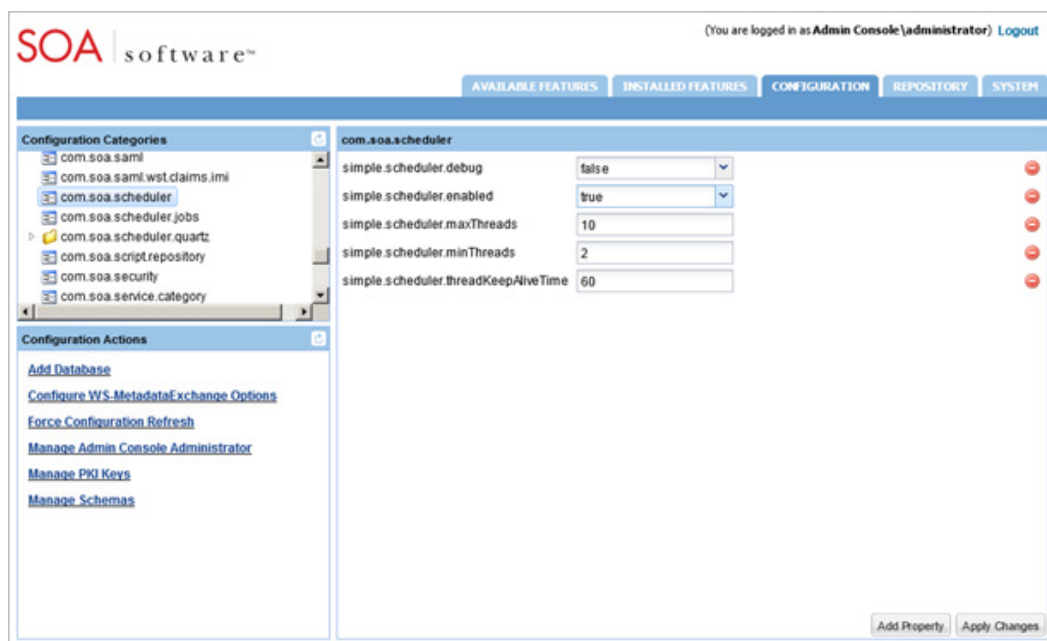 (You are logged in as Admin Console\administrator) Logout
SOA software™
AVAILABLE FEATURES INSTALLED FEATURES CONFIGURATION REPOSITORY SYSTEM
Configuration Categories
com.soa.saml
com.soa.saml.wst.claims.imi
com.soa.scheduler
com.soa.scheduler.jobs
com.soa.scheduler.quartz
com.soa.script.repository
com.soa.security
com.soa.service.category
Configuration Actions
Add Database
Configure WS-MetadataExchange Options
Force Configuration Refresh
Manage Admin Console Administrator
Manage PKI Keys
Manage Schemas
com.soa.scheduler
simple.scheduler.debug false
simple.scheduler.enabled true
simple.scheduler.maxThreads 10
simple.scheduler.minThreads 2
simple.scheduler.threadKeepAliveTime 60
Add Property Apply Changes